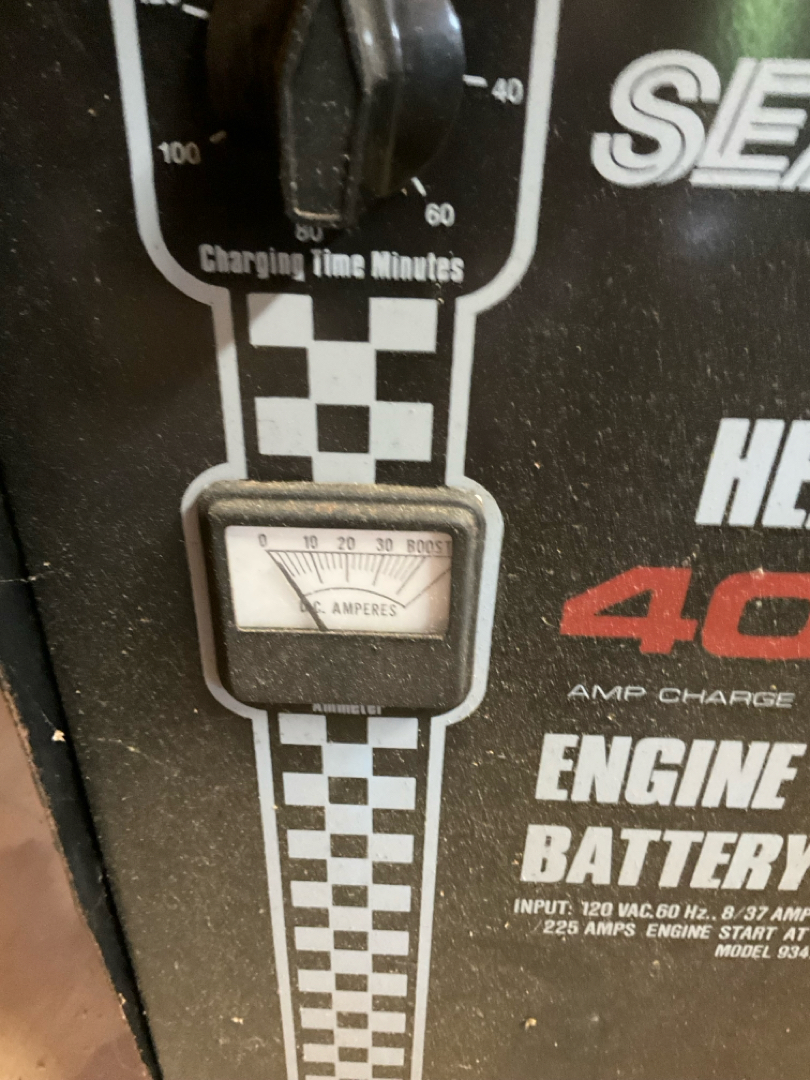 40
100
60
80
Charging Time Minutes
SEA
HE
0 10 20 30 BOOST
D.C. AMPERES
40
AMP CHARGE
Ammeter
ENGINE
BATTERY
INPUT: 120 VAC.60 Hz., 8/37 AMP
225 AMPS ENGINE START AT
MODEL 934